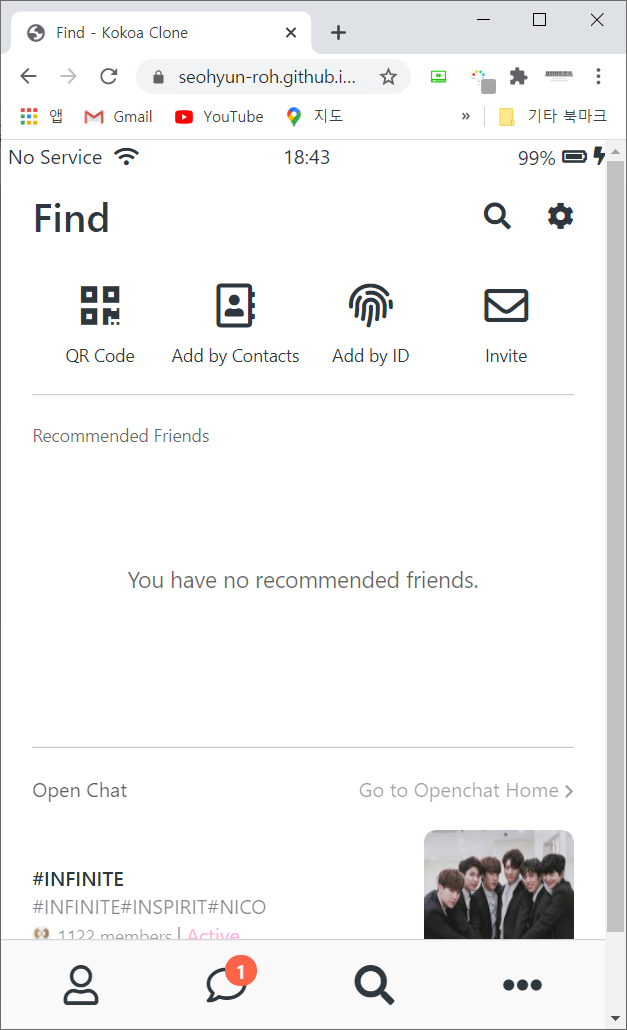 Find - Kokoa Clone
seohyun-roh.github.i...
앱 Gmail YouTube 지도 » 기타 북마크
No Service 18:43 99%
Find
QR Code Add by Contacts Add by ID Invite
Recommended Friends
You have no recommended friends.
Open Chat Go to Openchat Home
#INFINITE
#INFINITE#INSPIRIT#NICO
1122 members | Active
1